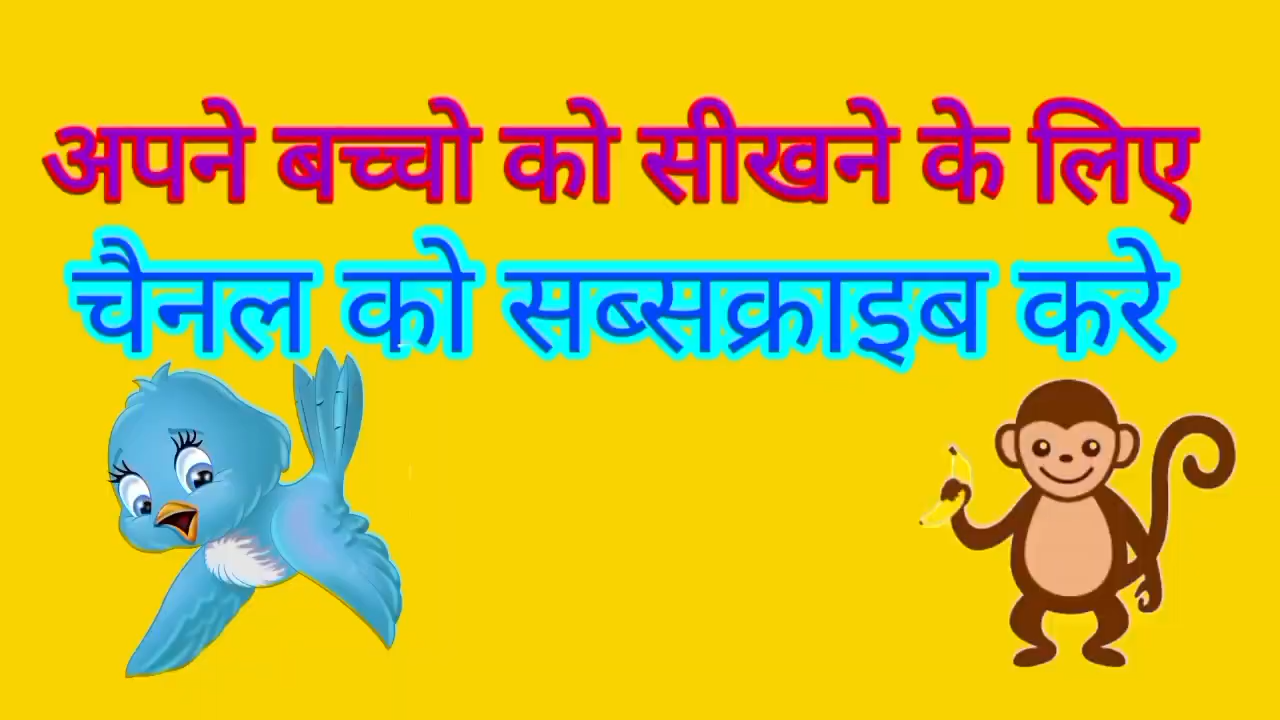 अपने बच्चो को सीखने के लिए
चैनल को सब्सक्राइब करे